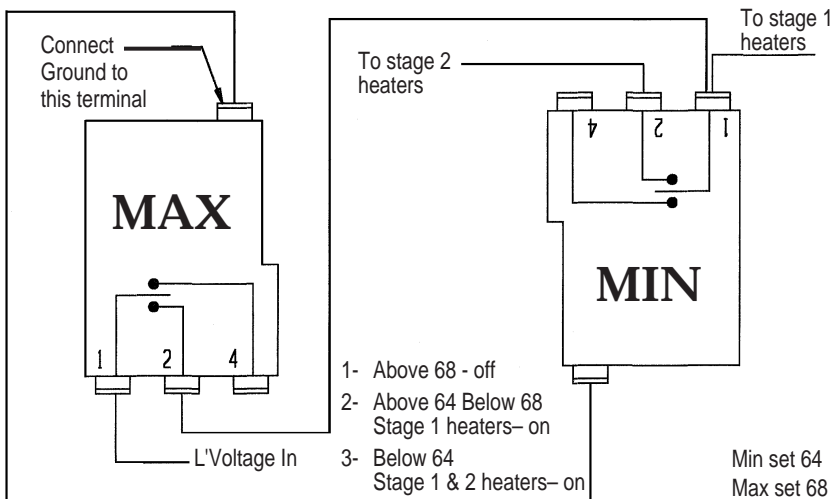 Connect
Ground to
this terminal
To stage 2
heaters
To stage 1
heaters
4 2 1
MAX
MIN
1 2 4
1- Above 68 - off
2- Above 64 Below 68
Stage 1 heaters– on
3- Below 64
Stage 1 & 2 heaters– on
L'Voltage In
Min set 64
Max set 68